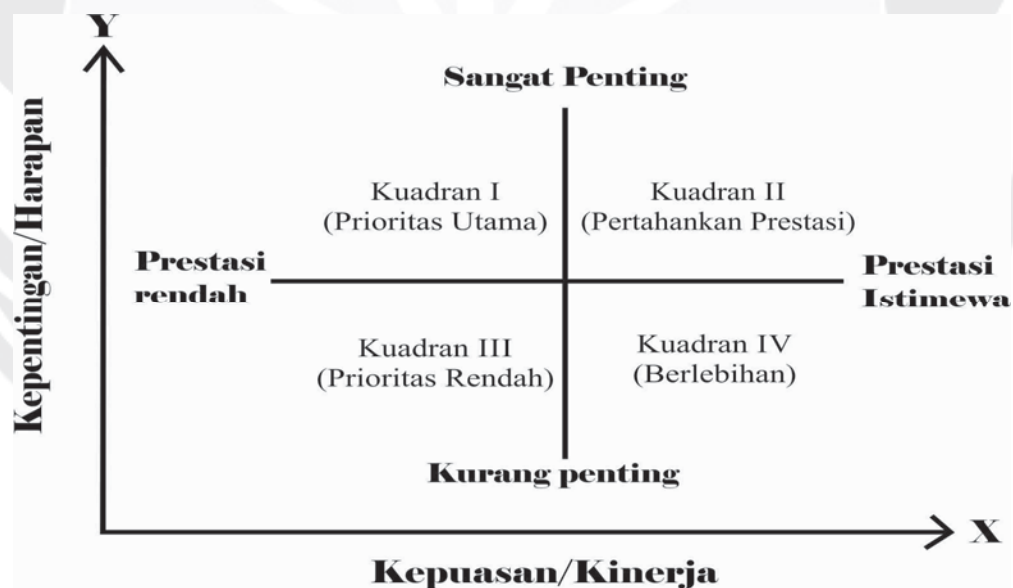 Y
Sangat Penting
Kepentingan/Harapan
Kuadran I
(Prioritas Utama)
Kuadran II
(Pertahankan Prestasi)
Prestasi
rendah
Prestasi
Istimewa
Kuadran III
(Prioritas Rendah)
Kuadran IV
(Berlebihan)
Kurang penting
X
Kepuasan/Kinerja